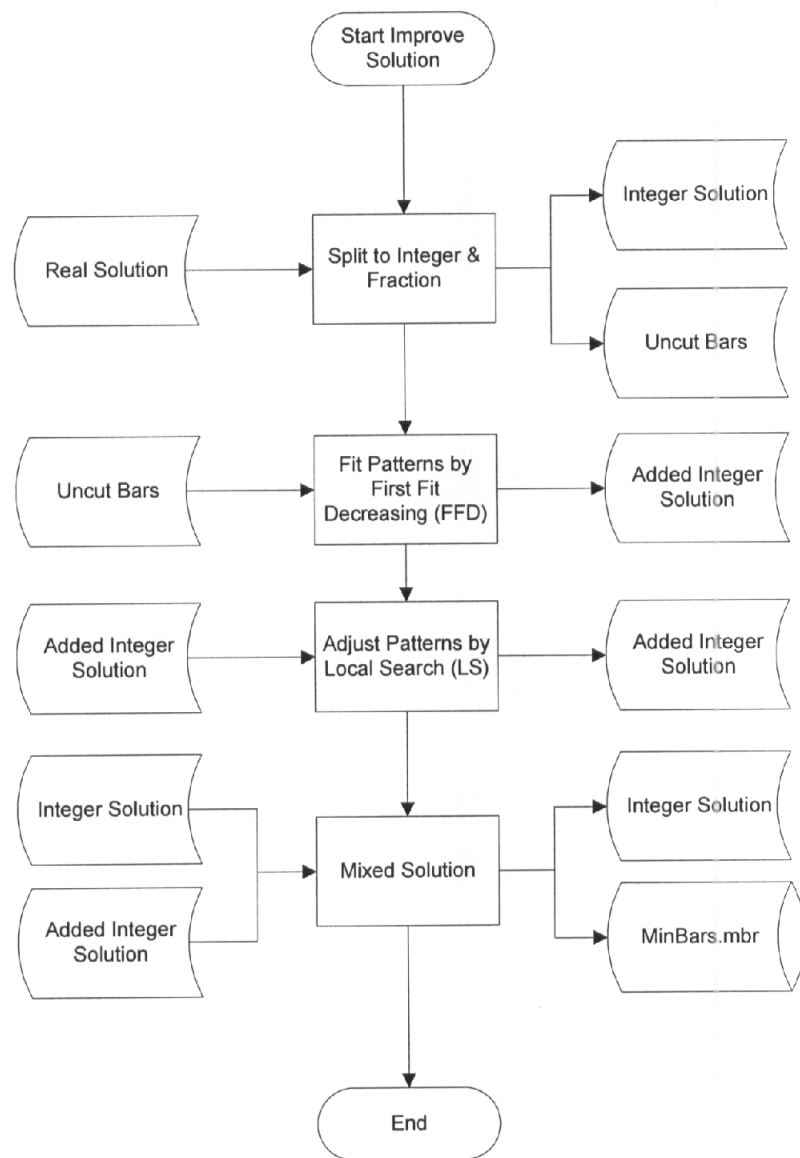 Start Improve
Solution
Integer Solution
Real Solution
Split to Integer &
Fraction
Uncut Bars
Uncut Bars
Fit Patterns by
First Fit
Decreasing (FFD)
Added Integer
Solution
Added Integer
Solution
Adjust Patterns by
Local Search (LS)
Added Integer
Solution
Integer Solution
Added Integer
Solution
Mixed Solution
Integer Solution
MinBars.mbr
End